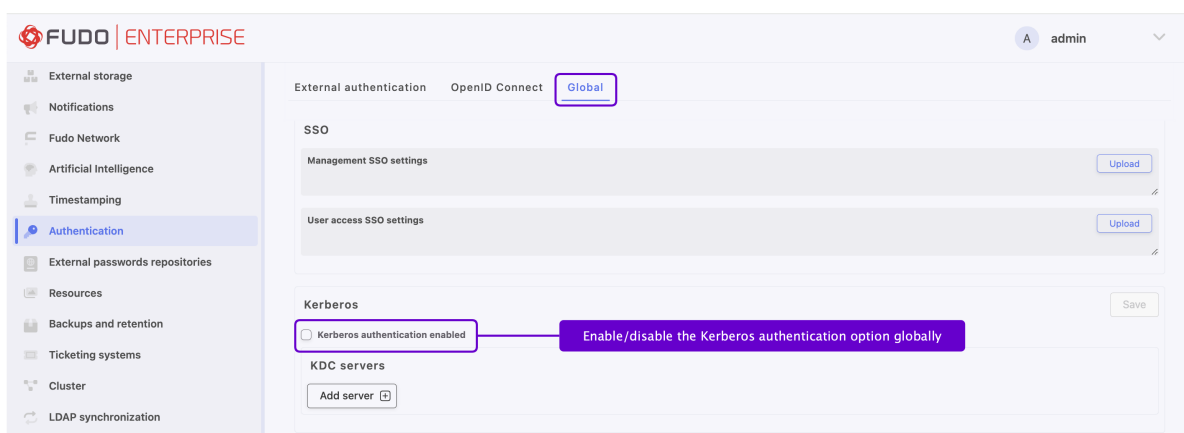 FUDO ENTERPRISE
A admin
External storage
Notifications
Fudo Network
Artificial Intelligence
Timestamping
Authentication
External passwords repositories
Resources
Backups and retention
Ticketing systems
Cluster
LDAP synchronization
External authentication OpenID Connect Global
SSO
Management SSO settings Upload
User access SSO settings Upload
Kerberos Save
Kerberos authentication enabled Enable/disable the Kerberos authentication option globally
KDC servers
Add server